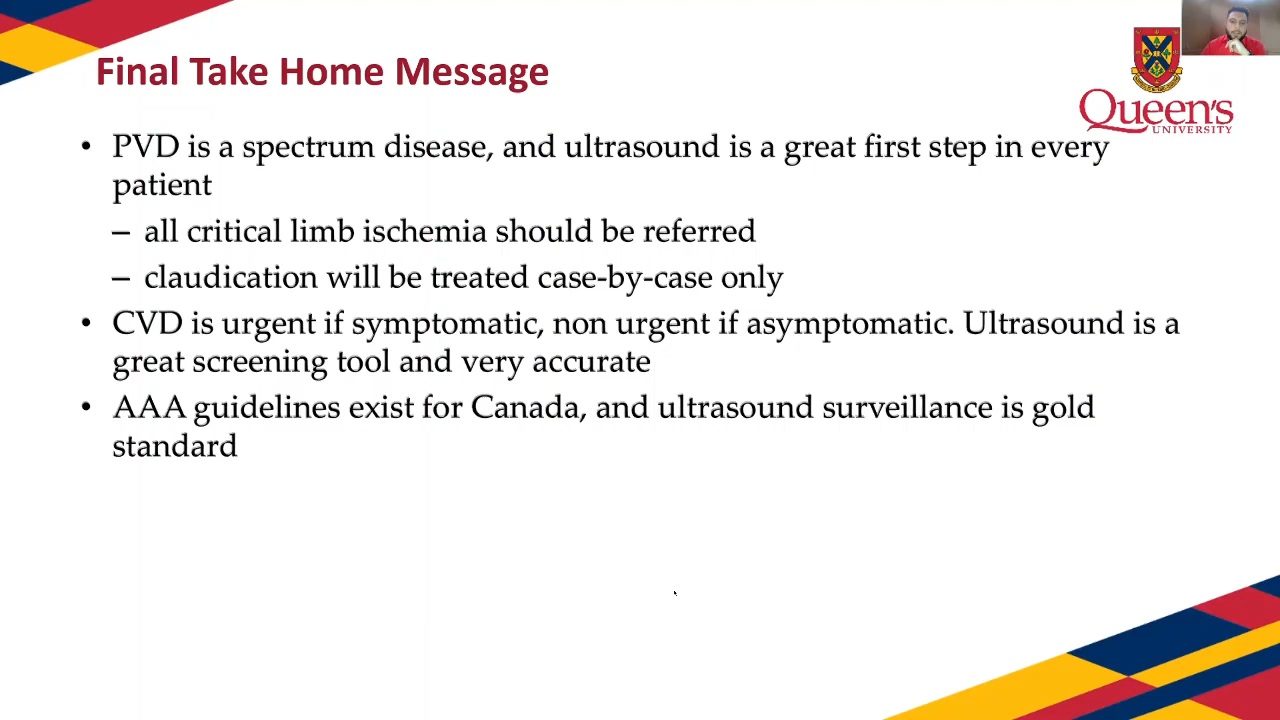 Final Take Home Message
Queen's
UNIVERSITY
• PVD is a spectrum disease, and ultrasound is a great first step in every
patient
– all critical limb ischemia should be referred
– claudication will be treated case-by-case only
• CVD is urgent if symptomatic, non urgent if asymptomatic. Ultrasound is a
great screening tool and very accurate
• AAA guidelines exist for Canada, and ultrasound surveillance is gold
standard